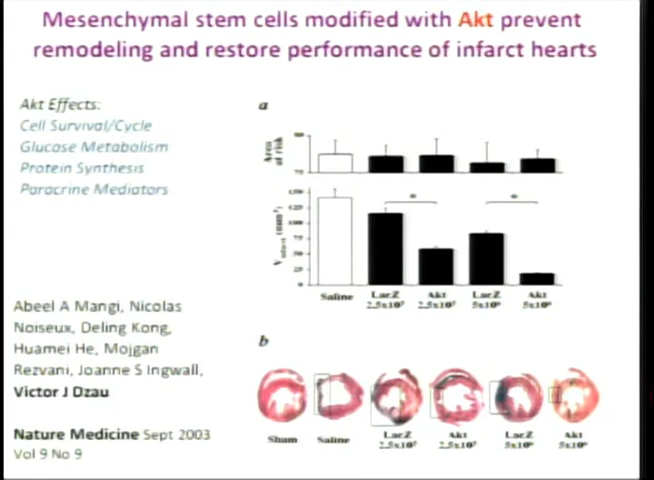 Mesenchymal stem cells modified with Akt prevent
remodeling and restore performance of infarct hearts
Akt Effects:
Cell Survival/Cycle
Glucose Metabolism
Protein Synthesis
Paracrine Mediators
a
Area
at risk
Saline
LacZ
Akt
LacZ
Akt
Abeel A Mangi, Nicolas
Noiseux, Deling Kong,
Huamei He, Mojgan
Rezvani, Joanne S Ingwall,
Victor J Dzau
Nature Medicine Sept 2003
Vol 9 No 9
b
Sham
Saline
LacZ
Akt
LacZ
Akt